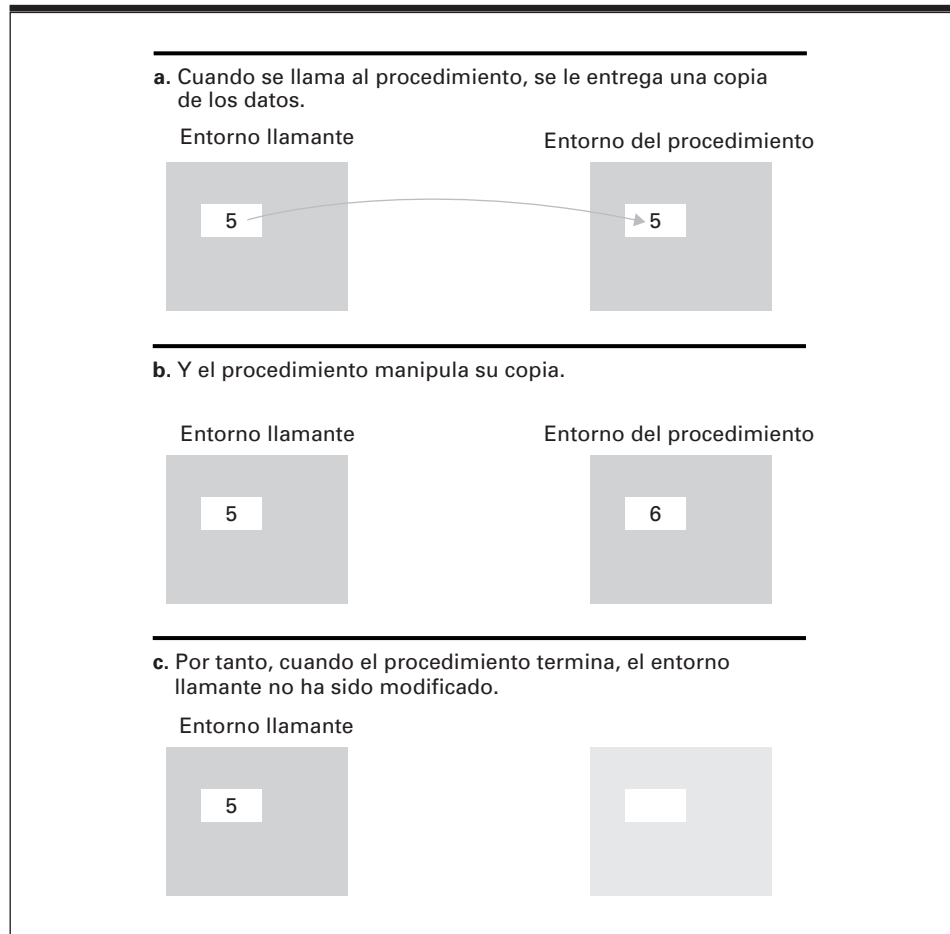 a. Cuando se llama al procedimiento, se le entrega una copia
de los datos.
Entorno llamante
Entorno del procedimiento
5
5
b. Y el procedimiento manipula su copia.
Entorno llamante
Entorno del procedimiento
5
6
c. Por tanto, cuando el procedimiento termina, el entorno
llamante no ha sido modificado.
Entorno llamante
5